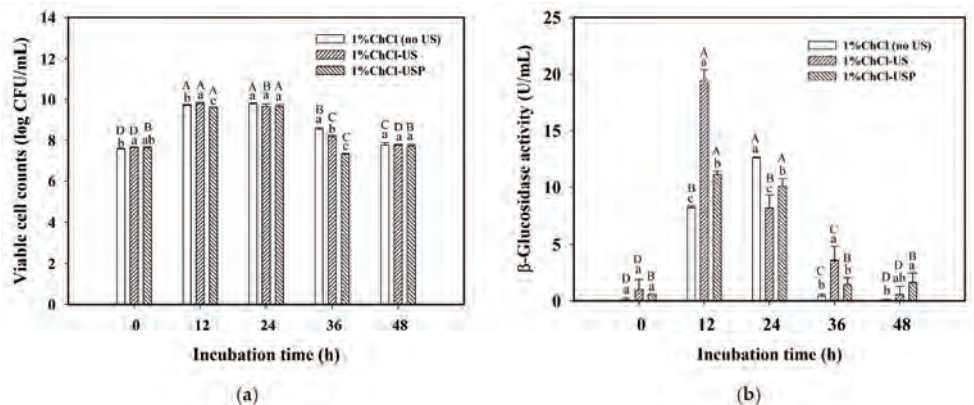 14
12
10
8
6
4
2
0
Viable cell counts (log CFU/mL)
1%ChCl (no US)
1%ChCl-US
1%ChCl-USP
D D B
b a ab
A A A
b a c
A B A
a a a
C C C
a b c
C D B
a a a
0 12 24 36 48
Incubation time (h)
(a)
25
20
15
10
5
0
β-Glucosidase activity (U/mL)
1%ChCl (no US)
1%ChCl-US
1%ChCl-USP
D D B
a a a
B A A
c a b
A B A
a c b
C C B
b a b
D D B
b ab a
0 12 24 36 48
Incubation time (h)
(b)